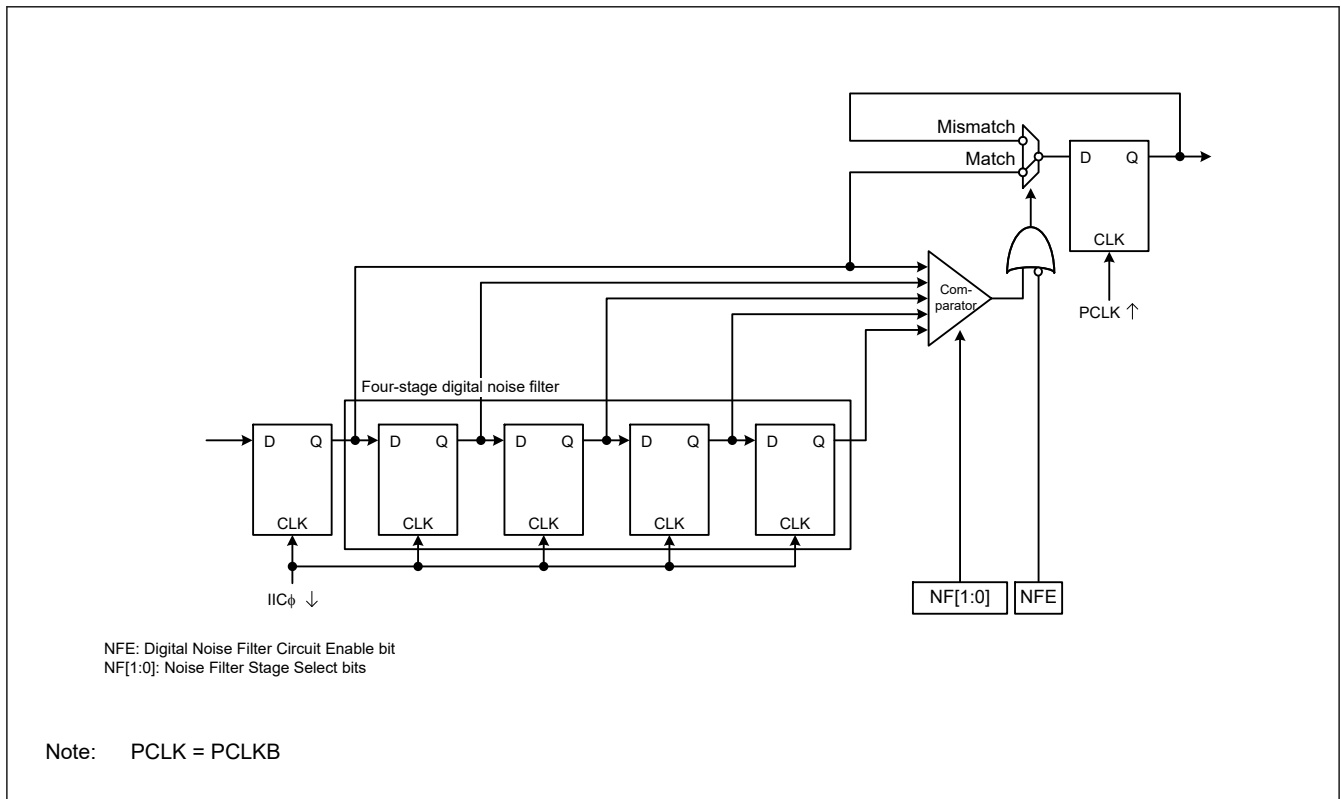 Mismatch
Match
D Q
CLK
PCLK ↑
Com-
parator
Four-stage digital noise filter
D Q D Q D Q D Q D Q
CLK CLK CLK CLK CLK
IICϕ ↓
NF[1:0] NFE
NFE: Digital Noise Filter Circuit Enable bit
NF[1:0]: Noise Filter Stage Select bits
Note: PCLK = PCLKB